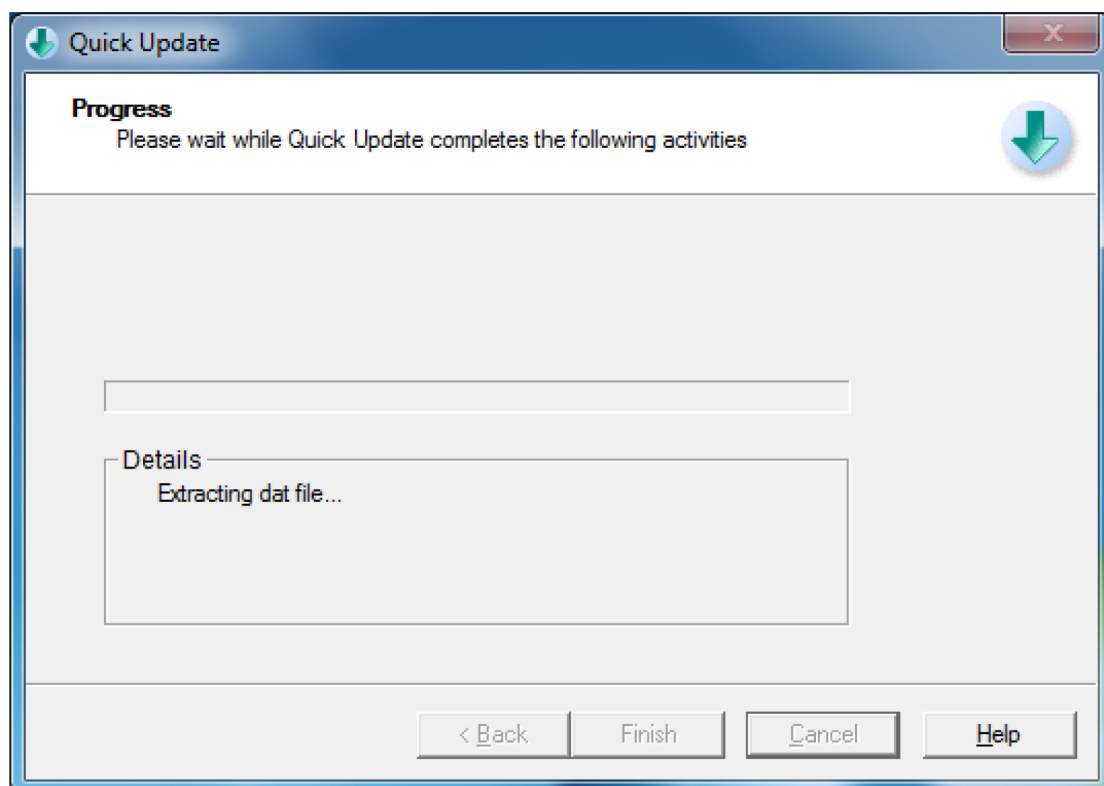 Quick Update
Progress
Please wait while Quick Update completes the following activities
Details
Extracting dat file...
< Back
Finish
Cancel
Help